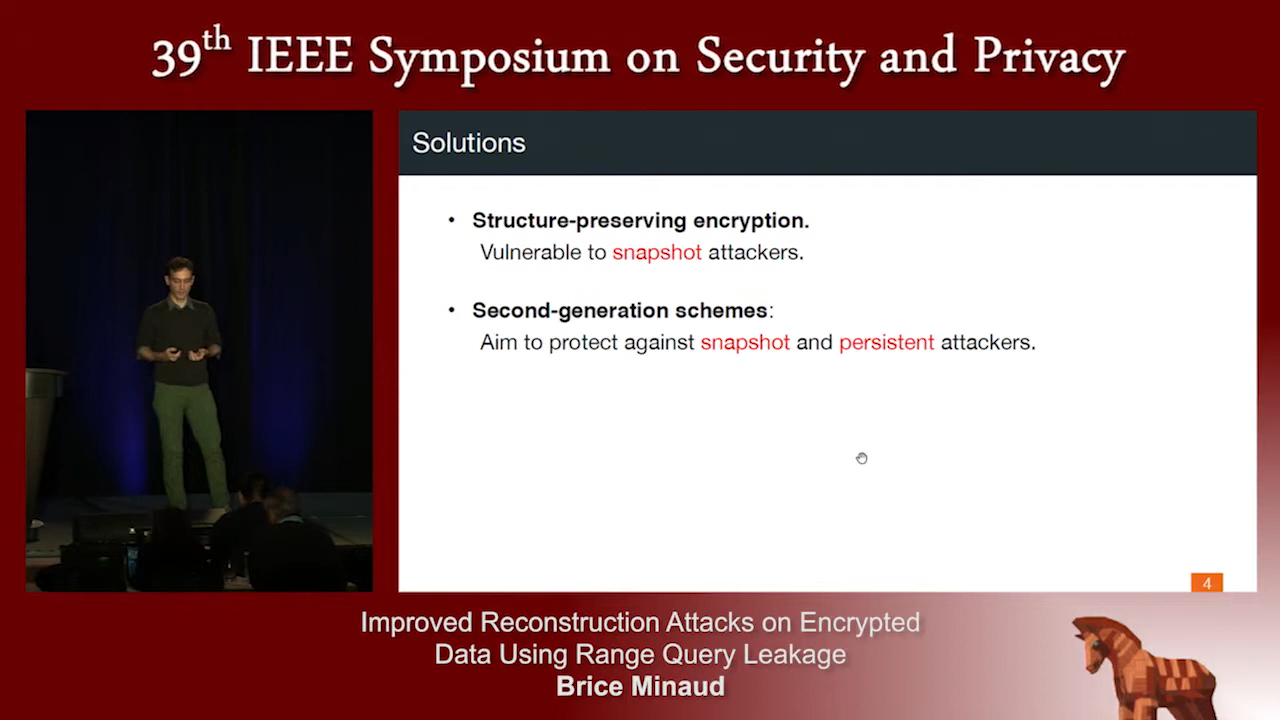 39th IEEE Symposium on Security and Privacy
Solutions
• Structure-preserving encryption.
Vulnerable to snapshot attackers.
• Second-generation schemes:
Aim to protect against snapshot and persistent attackers.
4
Improved Reconstruction Attacks on Encrypted
Data Using Range Query Leakage
Brice Minaud